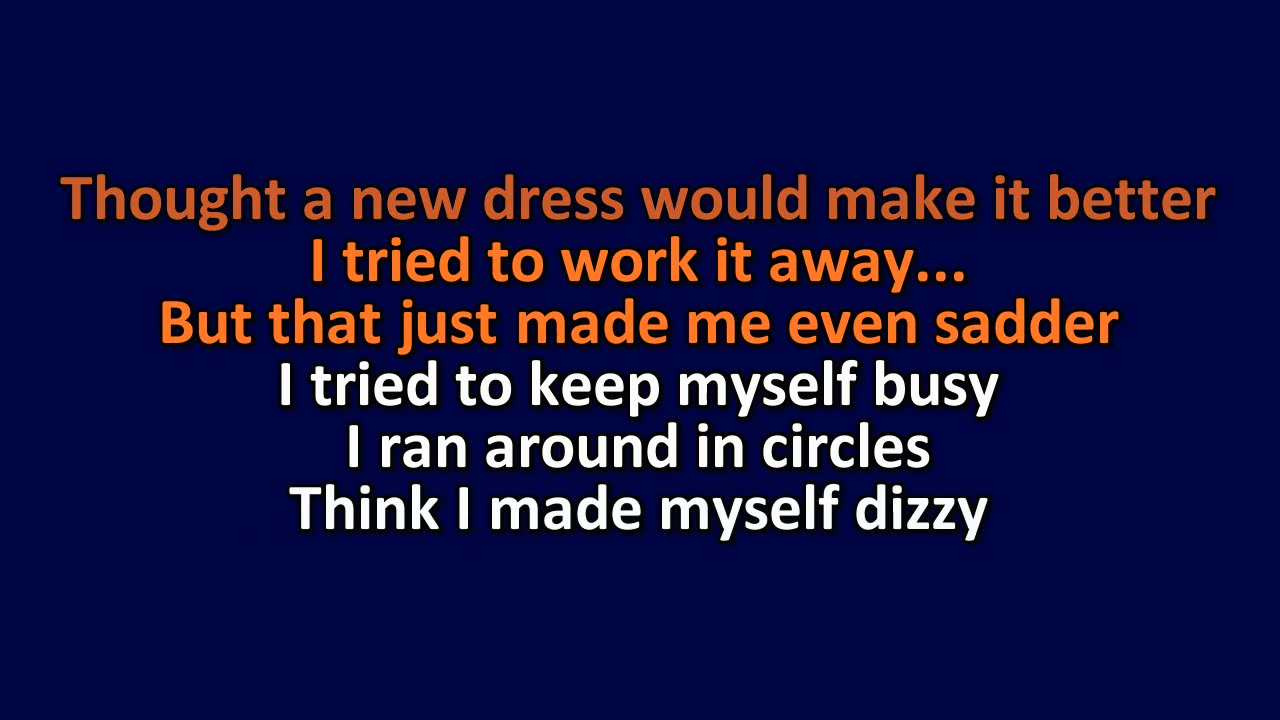 Thought a new dress would make it better
I tried to work it away...
But that just made me even sadder
I tried to keep myself busy
I ran around in circles
Think I made myself dizzy